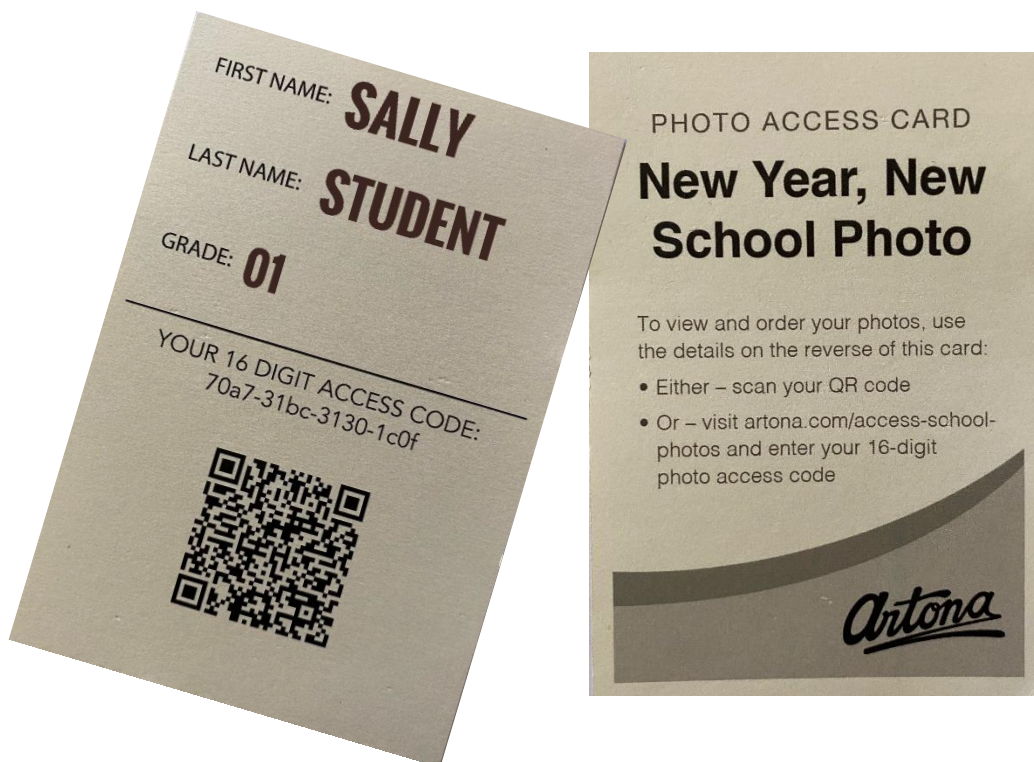 FIRST NAME: SALLY
LAST NAME: STUDENT
GRADE: 01
YOUR 16 DIGIT ACCESS CODE:
70a7-31bc-3130-1c0f
PHOTO ACCESS CARD
New Year, New
School Photo
To view and order your photos, use
the details on the reverse of this card:
• Either – scan your QR code
• Or – visit artona.com/access-school-
photos and enter your 16-digit
photo access code
Artona